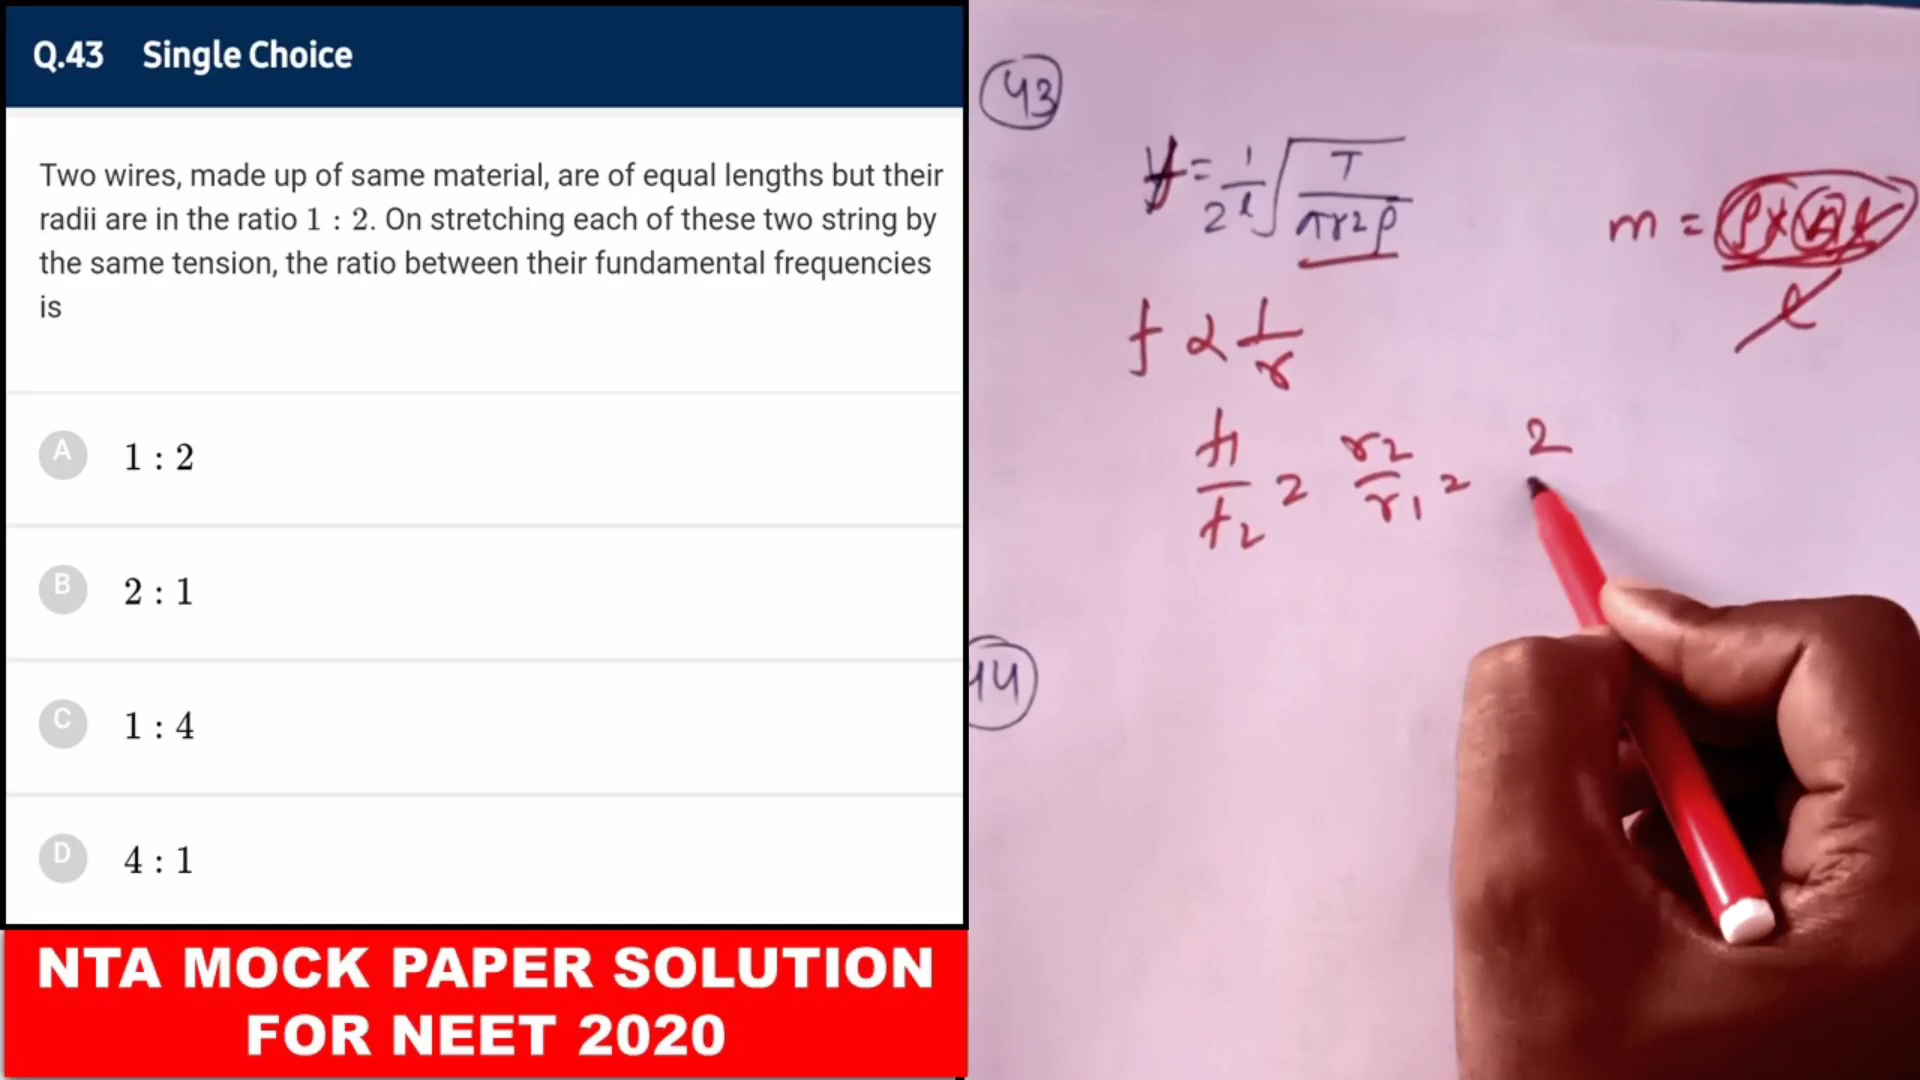 Q.43 Single Choice
Two wires, made up of same material, are of equal lengths but their
radii are in the ratio 1 : 2. On stretching each of these two string by
the same tension, the ratio between their fundamental frequencies
is
A 1 : 2
B 2 : 1
C 1 : 4
D 4 : 1
NTA MOCK PAPER SOLUTION
FOR NEET 2020
43
= 1/2l √(T/πr2ρ)
m =
l
f ∝ 1/r
f1/f2 = r2/r1 = 2
44